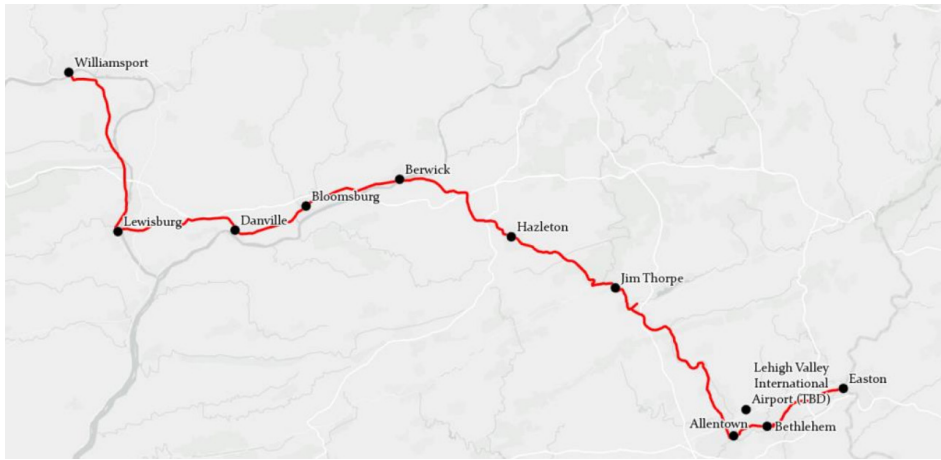 Williamsport
Berwick
Bloomsburg
Lewisburg
Danville
Hazleton
Jim Thorpe
Lehigh Valley
International
Airport (TBD)
Easton
Allentown
Bethlehem